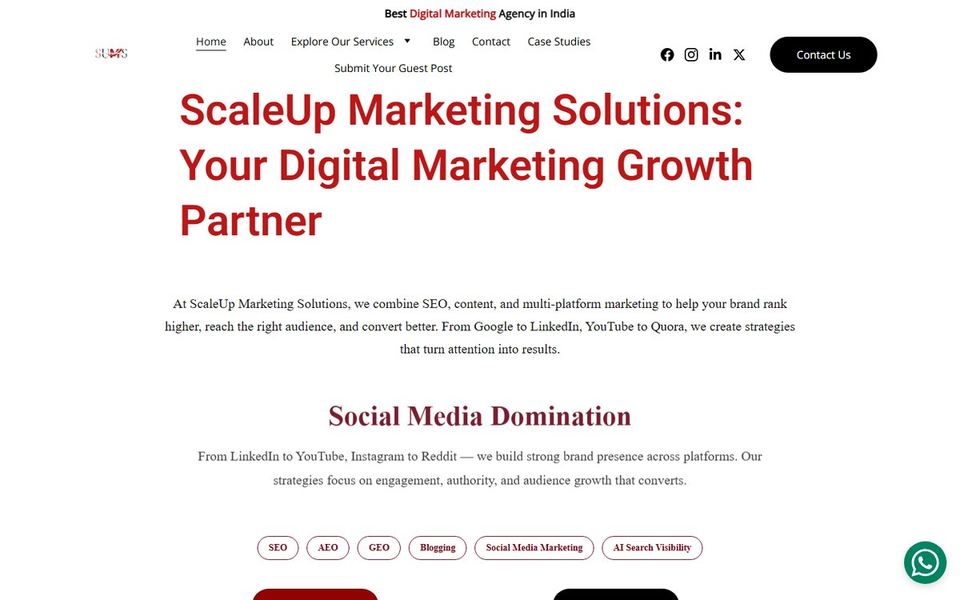 Best Digital Marketing Agency in India
SUMS
Home About Explore Our Services Blog Contact Case Studies
Submit Your Guest Post
Contact Us
ScaleUp Marketing Solutions:
Your Digital Marketing Growth
Partner
At ScaleUp Marketing Solutions, we combine SEO, content, and multi-platform marketing to help your brand rank
higher, reach the right audience, and convert better. From Google to LinkedIn, YouTube to Quora, we create strategies
that turn attention into results.
Social Media Domination
From LinkedIn to YouTube, Instagram to Reddit — we build strong brand presence across platforms. Our
strategies focus on engagement, authority, and audience growth that converts.
SEO AEO GEO Blogging Social Media Marketing AI Search Visibility